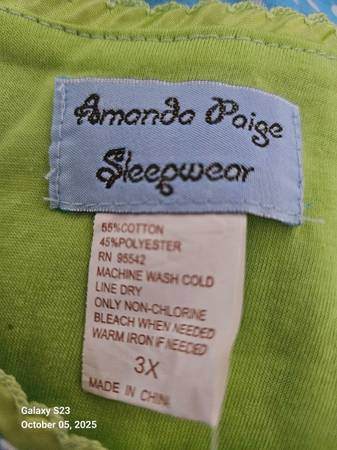 Amanda Paige
Sleepwear
55%COTTON
45%POLYESTER
RN 95542
MACHINE WASH COLD
LINE DRY
ONLY NON-CHLORINE
BLEACH WHEN NEEDED
WARM IRON IF NEEDED
3X
MADE IN CHINA
Galaxy S23
October 05, 2025